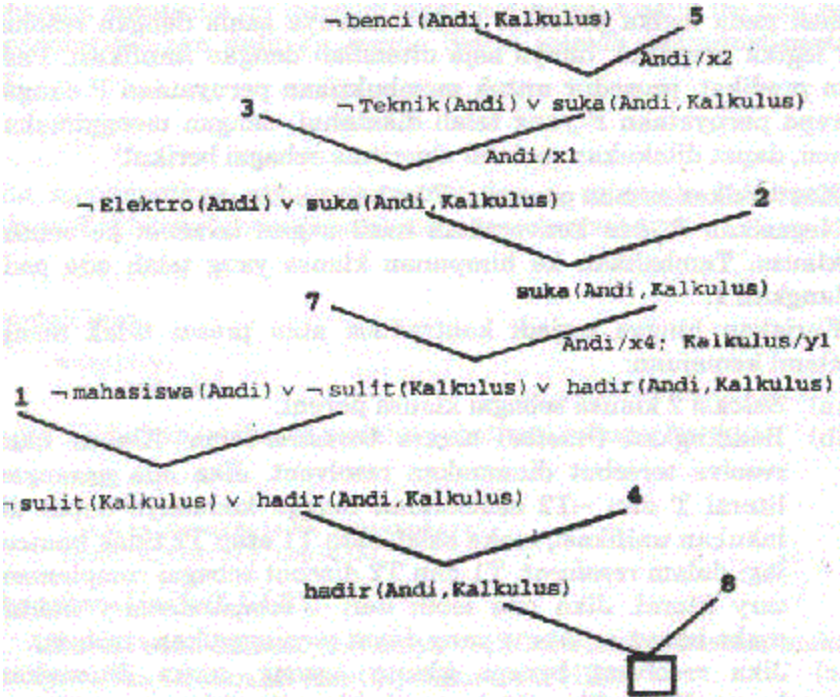 ¬benci(Andi,Kalkulus) 5
Andi/x2
3 ¬Teknik(Andi) ∨ suka(Andi,Kalkulus)
Andi/x1
¬Elektro(Andi) ∨ suka(Andi,Kalkulus) 2
suka(Andi,Kalkulus)
7
Andi/x4; Kalkulus/y1
1 ¬mahasiswa(Andi) ∨ ¬sulit(Kalkulus) ∨ hadir(Andi,Kalkulus)
¬sulit(Kalkulus) ∨ hadir(Andi,Kalkulus) 4
hadir(Andi,Kalkulus) 8